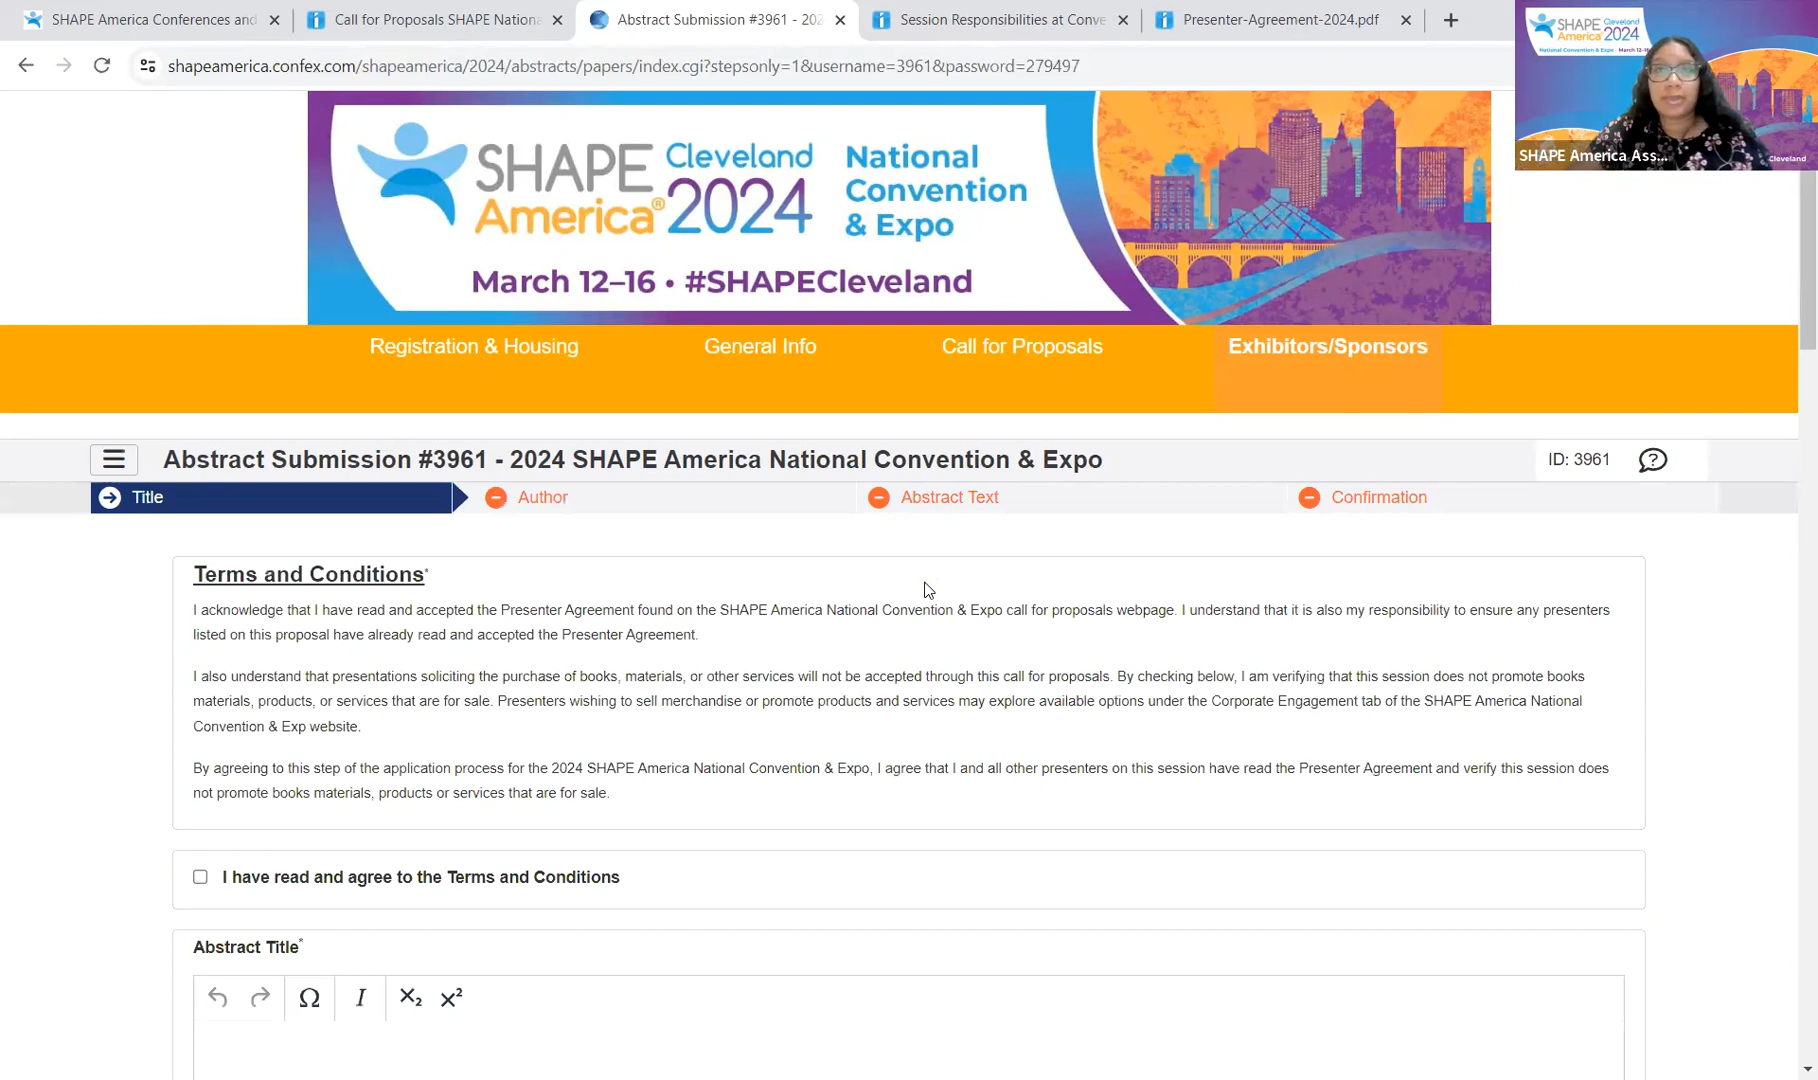 SHAPE America Conferences and
Call for Proposals SHAPE Nationa
Abstract Submission #3961 - 202
Session Responsibilities at Conve
Presenter-Agreement-2024.pdf
shapeamerica.confex.com/shapeamerica/2024/abstracts/papers/index.cgi?stepsonly=1&username=3961&password=279497
SHAPE America® Cleveland 2024
National Convention & Expo March 12-16
SHAPE America Ass...
Cleveland
SHAPE
America®
Cleveland
2024
National
Convention
& Expo
March 12–16 • #SHAPECleveland
Registration & Housing
General Info
Call for Proposals
Exhibitors/Sponsors
Abstract Submission #3961 - 2024 SHAPE America National Convention & Expo
ID: 3961
Title
Author
Abstract Text
Confirmation
Terms and Conditions*
I acknowledge that I have read and accepted the Presenter Agreement found on the SHAPE America National Convention & Expo call for proposals webpage. I understand that it is also my responsibility to ensure any presenters
listed on this proposal have already read and accepted the Presenter Agreement.
I also understand that presentations soliciting the purchase of books, materials, or other services will not be accepted through this call for proposals. By checking below, I am verifying that this session does not promote books
materials, products, or services that are for sale. Presenters wishing to sell merchandise or promote products and services may explore available options under the Corporate Engagement tab of the SHAPE America National
Convention & Exp website.
By agreeing to this step of the application process for the 2024 SHAPE America National Convention & Expo, I agree that I and all other presenters on this session have read the Presenter Agreement and verify this session does
not promote books materials, products or services that are for sale.
I have read and agree to the Terms and Conditions
Abstract Title*
Ω I X₂ X²